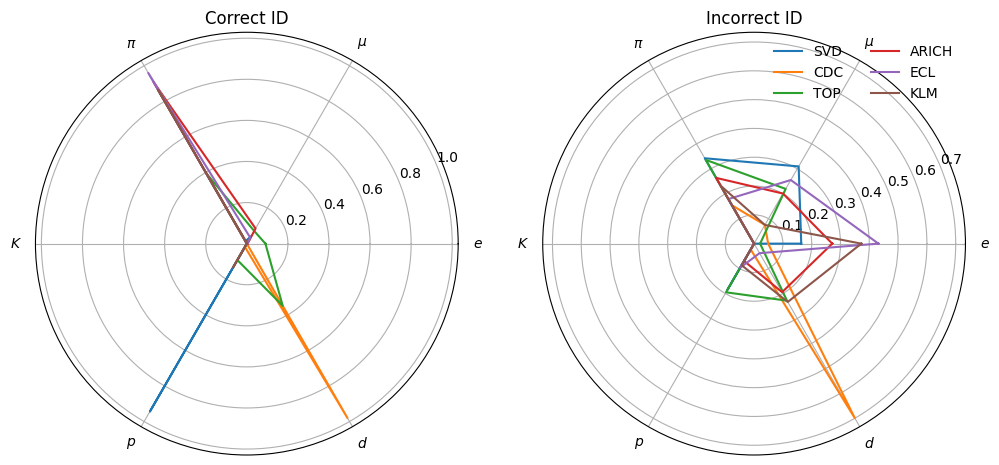 Correct ID
π
μ
1.0
0.8
0.6
0.4
0.2
K
e
p
d
Incorrect ID
π
μ
SVD
CDC
TOP
ARICH
ECL
KLM
0.7
0.6
0.5
0.4
0.3
0.2
0.1
K
e
p
d